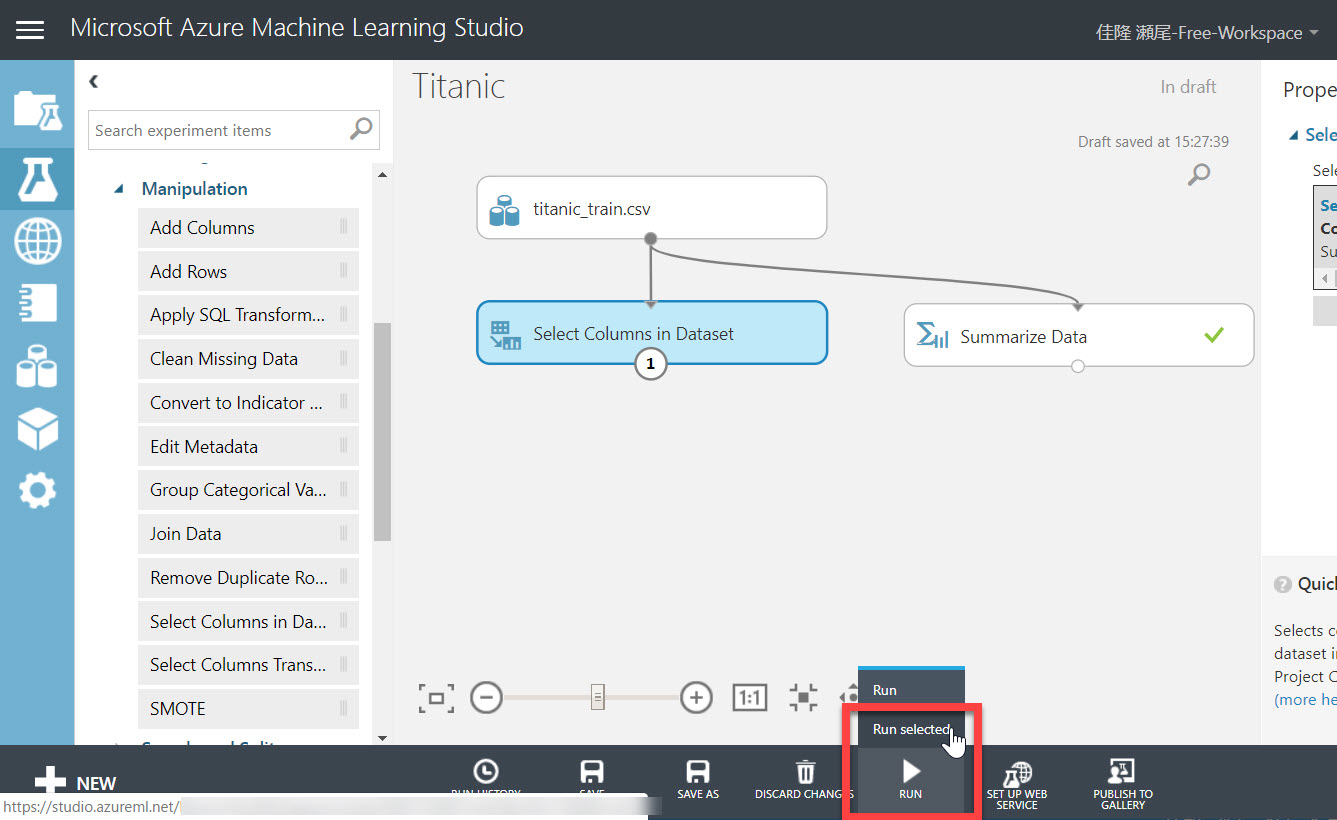 Microsoft Azure Machine Learning Studio
佳隆 瀬尾-Free-Workspace
Search experiment items
Manipulation
Add Columns
Add Rows
Apply SQL Transform...
Clean Missing Data
Convert to Indicator ...
Edit Metadata
Group Categorical Va...
Join Data
Remove Duplicate Ro...
Select Columns in Da...
Select Columns Trans...
SMOTE
Titanic
In draft
Draft saved at 15:27:39
titanic_train.csv
Select Columns in Dataset
1
Summarize Data
1:1
Prope
Sele
Sele
Se
Co
Su
Quic
Selects c
dataset i
Project C
(more he
Run
Run selected
NEW
RUN HISTORY
SAVE
SAVE AS
DISCARD CHANGES
RUN
SET UP WEB
SERVICE
PUBLISH TO
GALLERY
https://studio.azureml.net/